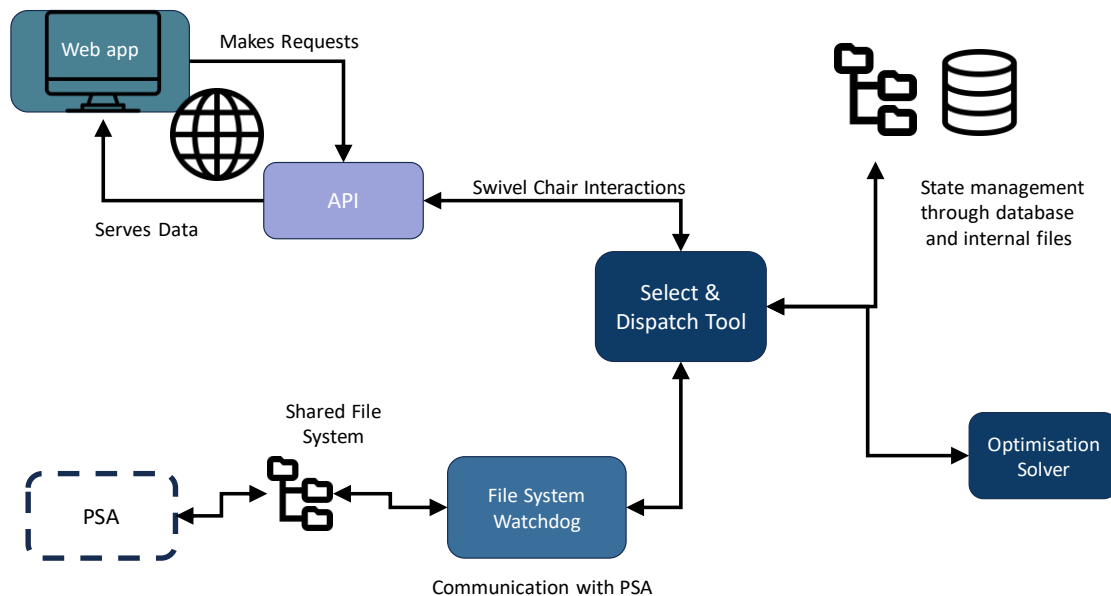 Web app
Makes Requests
API
Serves Data
Swivel Chair Interactions
State management
through database
and internal files
Select &
Dispatch Tool
Shared File
System
Optimisation
Solver
PSA
File System
Watchdog
Communication with PSA